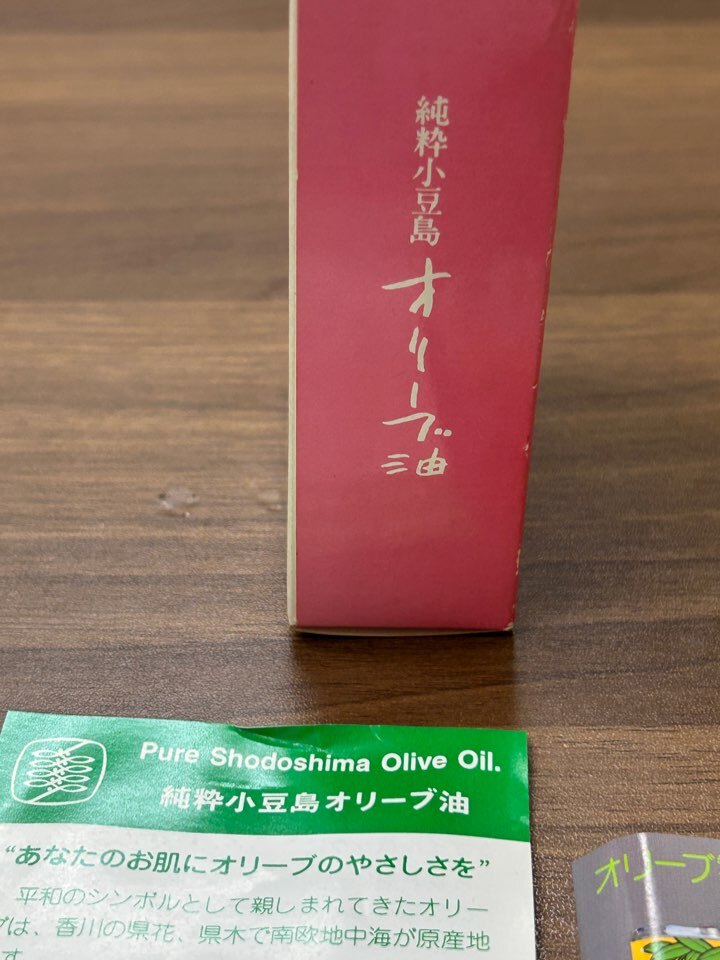 純粋小豆島
オリーブ油
Pure Shodoshima Olive Oil.
純粋小豆島オリーブ油
“あなたのお肌にオリーブのやさしさを”
平和のシンボルとして親しまれてきたオリー
ブは、香川の県花、県木で南欧地中海が原産地
す。
オリーブ